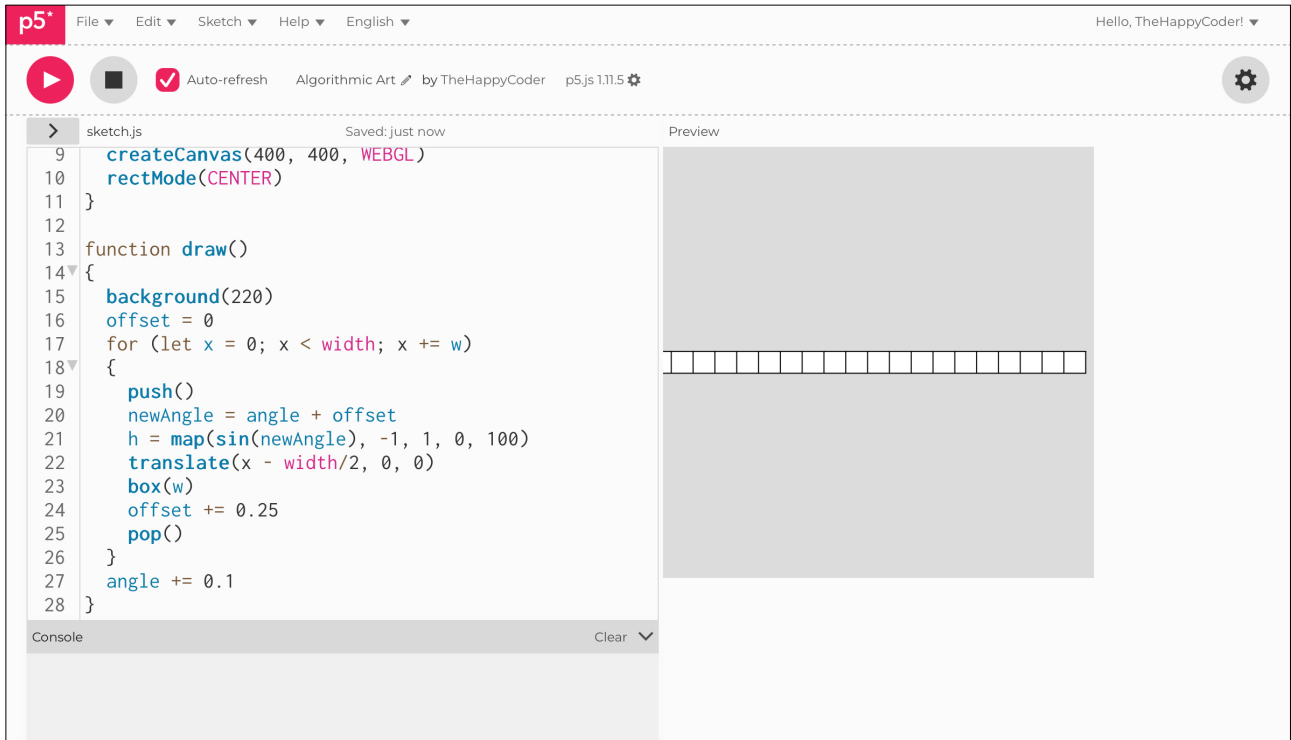 p5* File Edit Sketch Help English Hello, TheHappyCoder!
Auto-refresh Algorithmic Art by TheHappyCoder p5.js 1.11.5
sketch.js Saved: just now Preview
9 createCanvas(400, 400, WEBGL)
10 rectMode(CENTER)
11 }
12
13 function draw()
14 {
15 background(220)
16 offset = 0
17 for (let x = 0; x < width; x += w)
18 {
19 push()
20 newAngle = angle + offset
21 h = map(sin(newAngle), -1, 1, 0, 100)
22 translate(x - width/2, 0, 0)
23 box(w)
24 offset += 0.25
25 pop()
26 }
27 angle += 0.1
28 }
Console Clear